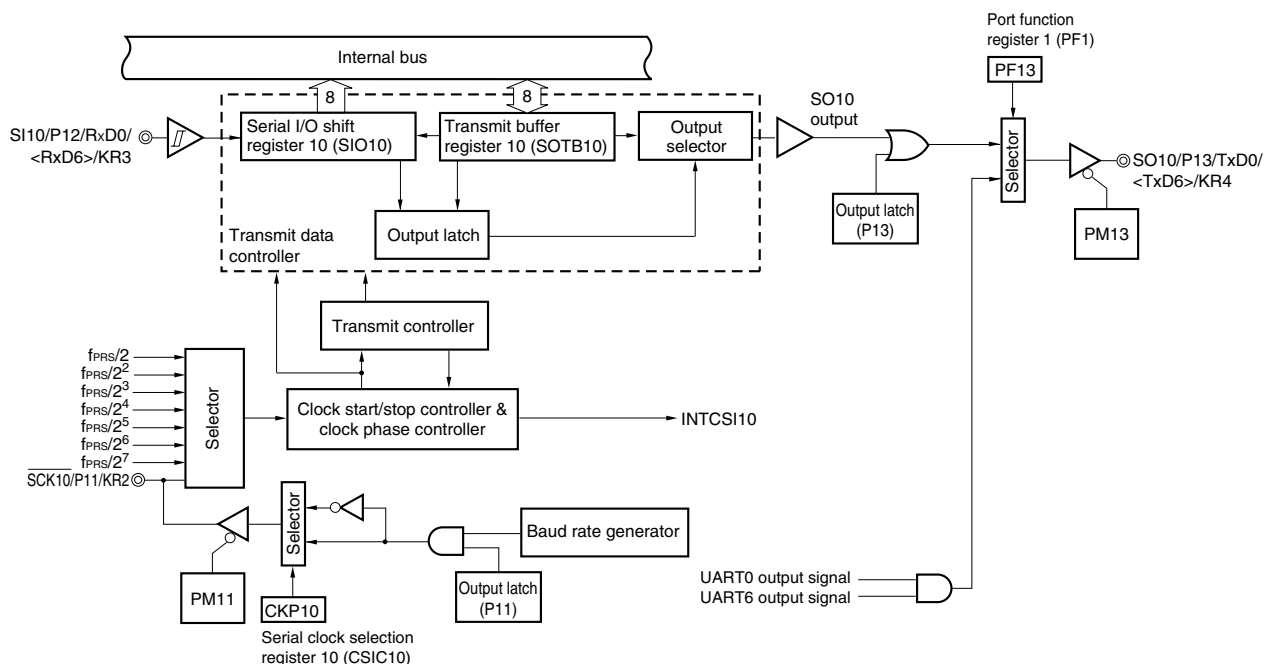 Port function
register 1 (PF1)
Internal bus
PF13
8
8
SI10/P12/RxD0/
<RxD6>/KR3
Serial I/O shift
register 10 (SIO10)
Transmit buffer
register 10 (SOTB10)
Output
selector
SO10
output
Selector
SO10/P13/TxD0/
<TxD6>/KR4
Output latch
(P13)
PM13
Transmit data
controller
Output latch
Transmit controller
fPRS/2
fPRS/2²
fPRS/2³
fPRS/2⁴
fPRS/2⁵
fPRS/2⁶
fPRS/2⁷
SCK10/P11/KR2
Selector
Clock start/stop controller &
clock phase controller
INTCSI10
Selector
Baud rate generator
PM11
CKP10
Output latch
(P11)
Serial clock selection
register 10 (CSIC10)
UART0 output signal
UART6 output signal